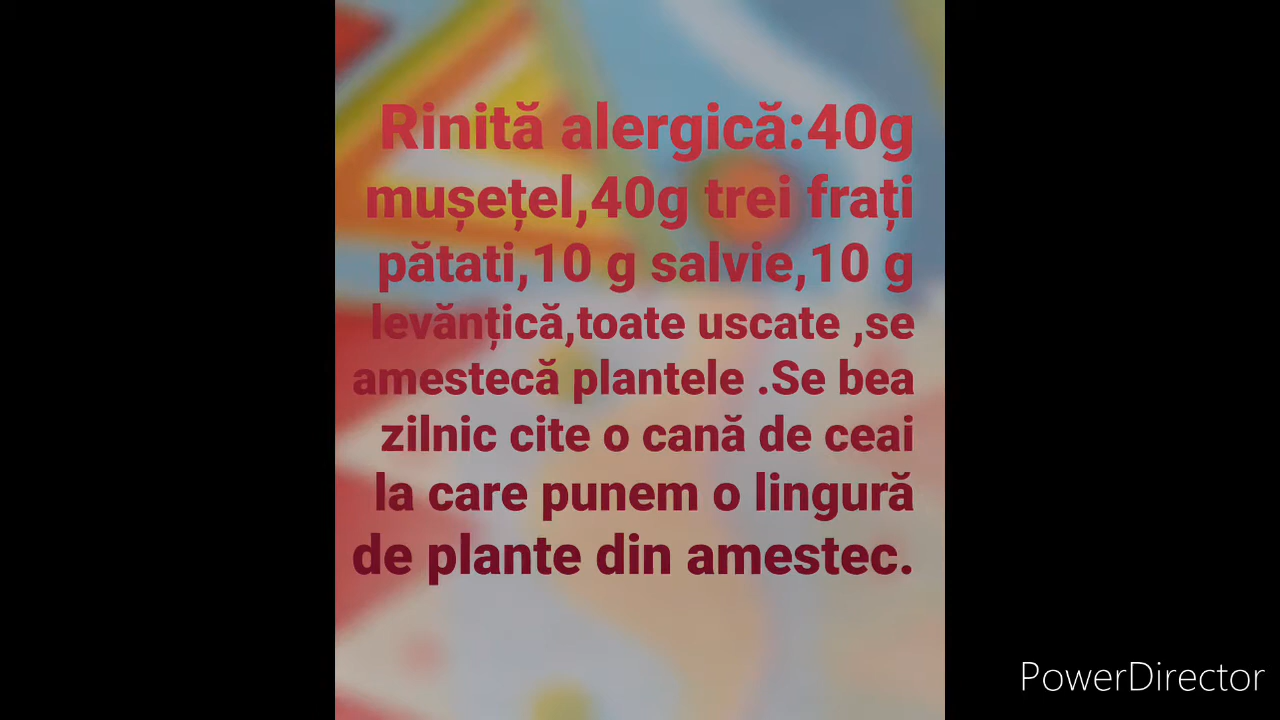 Rinită alergică:40g
mușețel,40g trei frați
pătati,10 g salvie,10 g
levănțică,toate uscate ,se
amestecă plantele .Se bea
zilnic cite o cană de ceai
la care punem o lingură
de plante din amestec.
PowerDirector